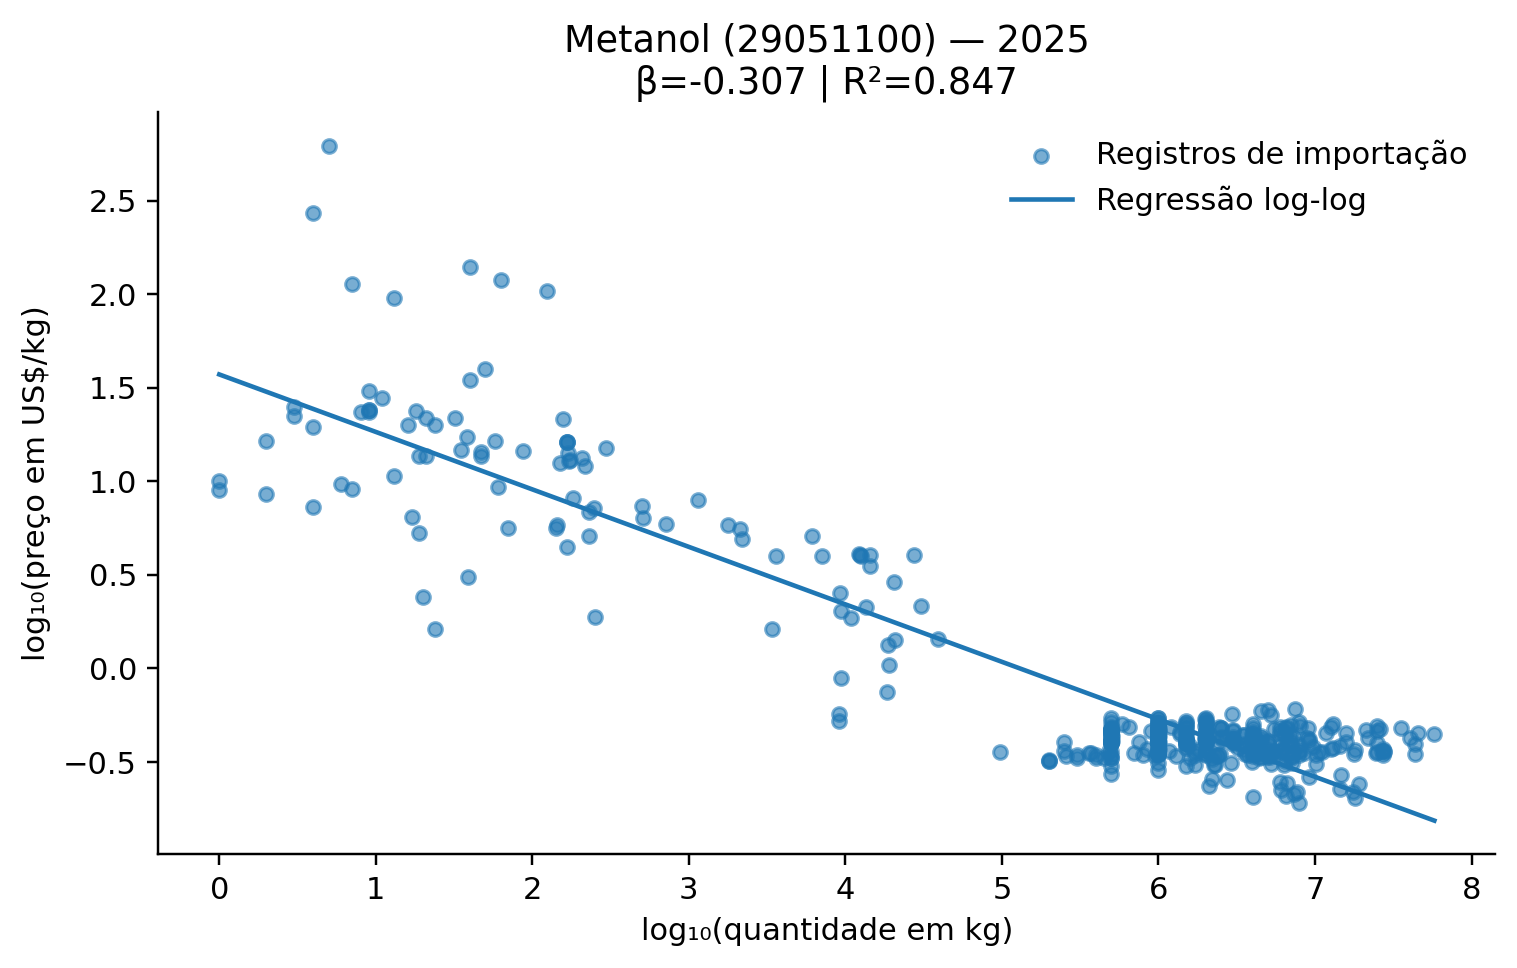 Metanol (29051100) — 2025
β=-0.307 | R²=0.847
Registros de importação
Regressão log-log
log₁₀(preço em US$/kg)
2.5
2.0
1.5
1.0
0.5
0.0
−0.5
0 1 2 3 4 5 6 7 8
log₁₀(quantidade em kg)